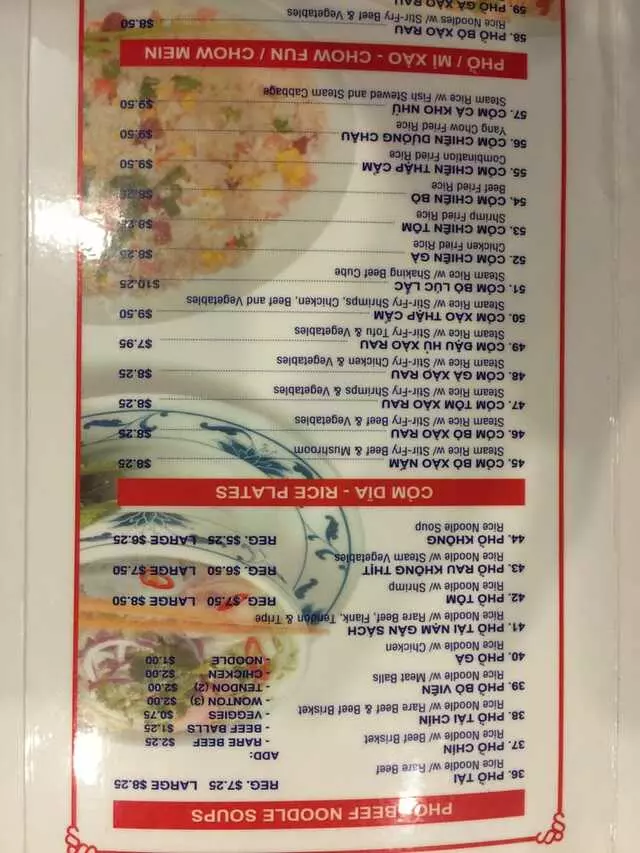 PHỞ - BEEF NOODLE SOUPS
36. PHỞ TÁI REG. $7.25 LARGE $8.25
Rice Noodle w/ Rare Beef
37. PHỞ CHÍN
Rice Noodle w/ Beef Brisket
38. PHỞ TÁI CHÍN
Rice Noodle w/ Rare Beef & Beef Brisket
39. PHỞ BÒ VIÊN
Rice Noodle w/ Meat Balls
40. PHỞ GÀ
Rice Noodle w/ Chicken
ADD:
- RARE BEEF $2.25
- BEEF BALLS $1.25
- VEGGIES $0.75
- WONTON (3) $2.00
- TENDON (2) $2.00
- CHICKEN $2.00
- NOODLE $1.00
41. PHỞ TÁI NẠM GÂN SÁCH
Rice Noodle w/ Rare Beef, Flank, Tendon & Tripe
42. PHỞ TÔM REG. $7.50 LARGE $8.50
Rice Noodle w/ Shrimp
43. PHỞ RAU KHÔNG THỊT REG. $6.50 LARGE $7.50
Rice Noodle w/ Steam Vegetables
44. PHỞ KHÔNG REG. $5.25 LARGE $6.25
Rice Noodle Soup
CƠM DĨA - RICE PLATES
45. CƠM BÒ XÀO NẤM $8.25
Steam Rice w/ Stir-Fry Beef & Mushroom
46. CƠM BÒ XÀO RAU $8.25
Steam Rice w/ Stir-Fry Beef & Vegetables
47. CƠM TÔM XÀO RAU $8.25
Steam Rice w/ Stir-Fry Shrimps & Vegetables
48. CƠM GÀ XÀO RAU $8.25
Steam Rice w/ Stir-Fry Chicken & Vegetables
49. CƠM ĐẬU HỦ XÀO RAU $7.95
Steam Rice w/ Stir-Fry Tofu & Vegetables
50. CƠM XÀO THẬP CẨM $9.50
Steam Rice w/ Stir-Fry Shrimps, Chicken, Beef and Vegetables
51. CƠM BÒ LÚC LẮC $10.25
Steam Rice w/ Shaking Beef Cube
52. CƠM CHIÊN GÀ $8.25
Chicken Fried Rice
53. CƠM CHIÊN TÔM $8.25
Shrimp Fried Rice
54. CƠM CHIÊN BÒ $8.25
Beef Fried Rice
55. CƠM CHIÊN THẬP CẨM $9.50
Combination Fried Rice
56. CƠM CHIÊN DƯƠNG CHÂU $9.50
Yang Chow Fried Rice
57. CƠM CÁ KHO NHỪ $9.50
Steam Rice w/ Fish Stewed and Steam Cabbage
PHỞ / MÌ XÀO - CHOW FUN / CHOW MEIN
58. PHỞ BÒ XÀO RAU $8.50
Rice Noodles w/ Stir-Fry Beef & Vegetables
59. PHỞ GÀ XÀO RAU